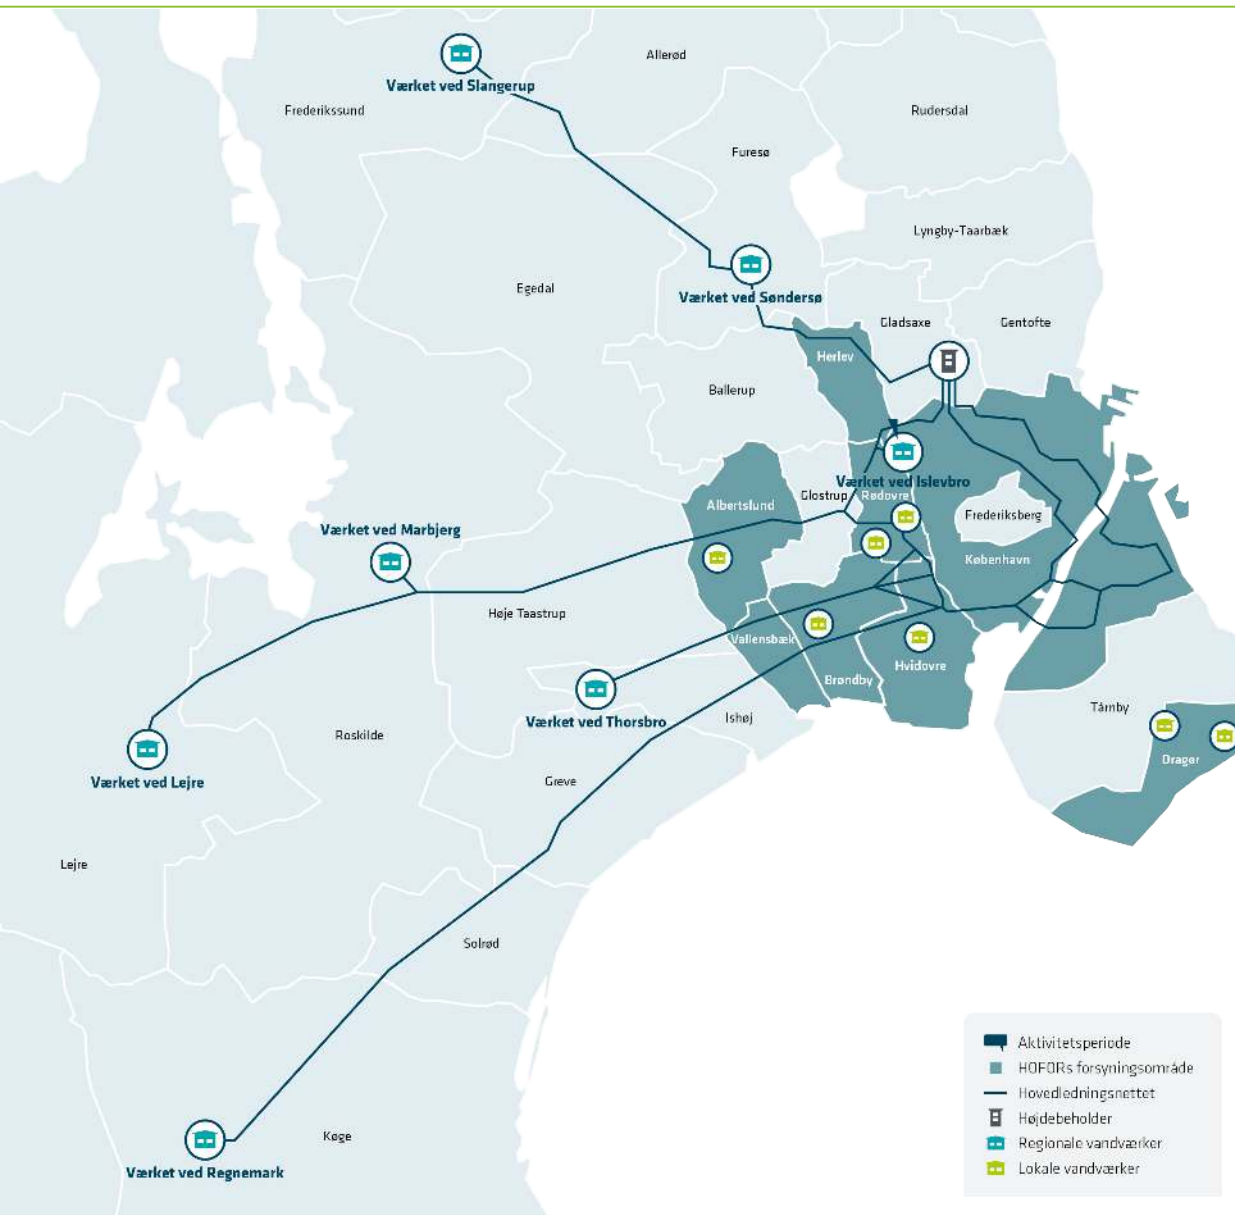 Allerød
Værket ved Slangerup
Frederikssund
Rudersdal
Furesø
Lyngby-Taarbæk
Egedal
Værket ved Søndersø
Gladsaxe
Gentofte
Herlev
Ballerup
Værket ved Islevbro
Glostrup
Rødovre
Albertslund
Frederiksberg
Værket ved Marbjerg
København
Høje Taastrup
Vallensbæk
Hvidovre
Brøndby
Tårnby
Ishøj
Værket ved Thorsbro
Roskilde
Dragør
Værket ved Lejre
Greve
Lejre
Solrød
Køge
Værket ved Regnemark
Aktivitetsperiode
HOFORs forsyningsområde
Hovedledningsnettet
Højdebeholder
Regionale vandværker
Lokale vandværker